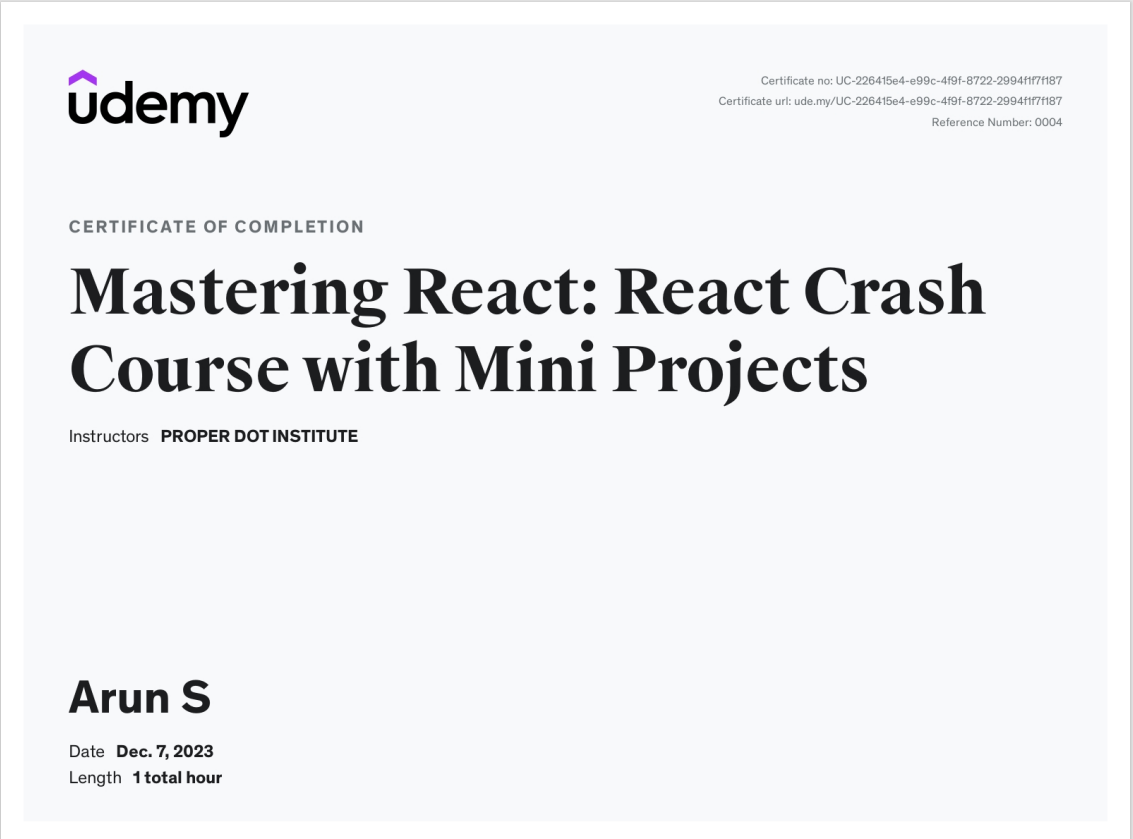 udemy
Certificate no: UC-226415e4-e99c-4f9f-8722-2994f1f7f187
Certificate url: ude.my/UC-226415e4-e99c-4f9f-8722-2994f1f7f187
Reference Number: 0004
CERTIFICATE OF COMPLETION
Mastering React: React Crash
Course with Mini Projects
Instructors PROPER DOT INSTITUTE
Arun S
Date Dec. 7, 2023
Length 1 total hour